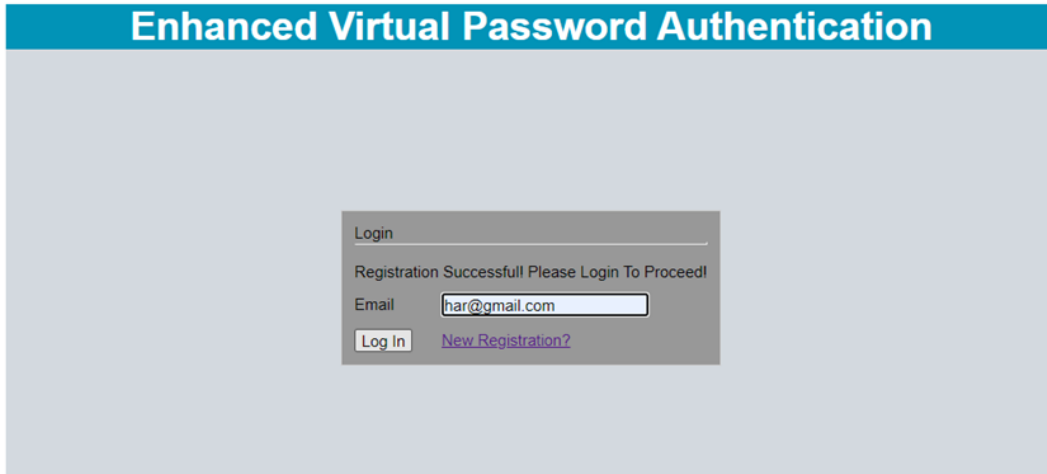 Enhanced Virtual Password Authentication
Login
Registration Successful! Please Login To Proceed!
Email har@gmail.com
Log In New Registration?